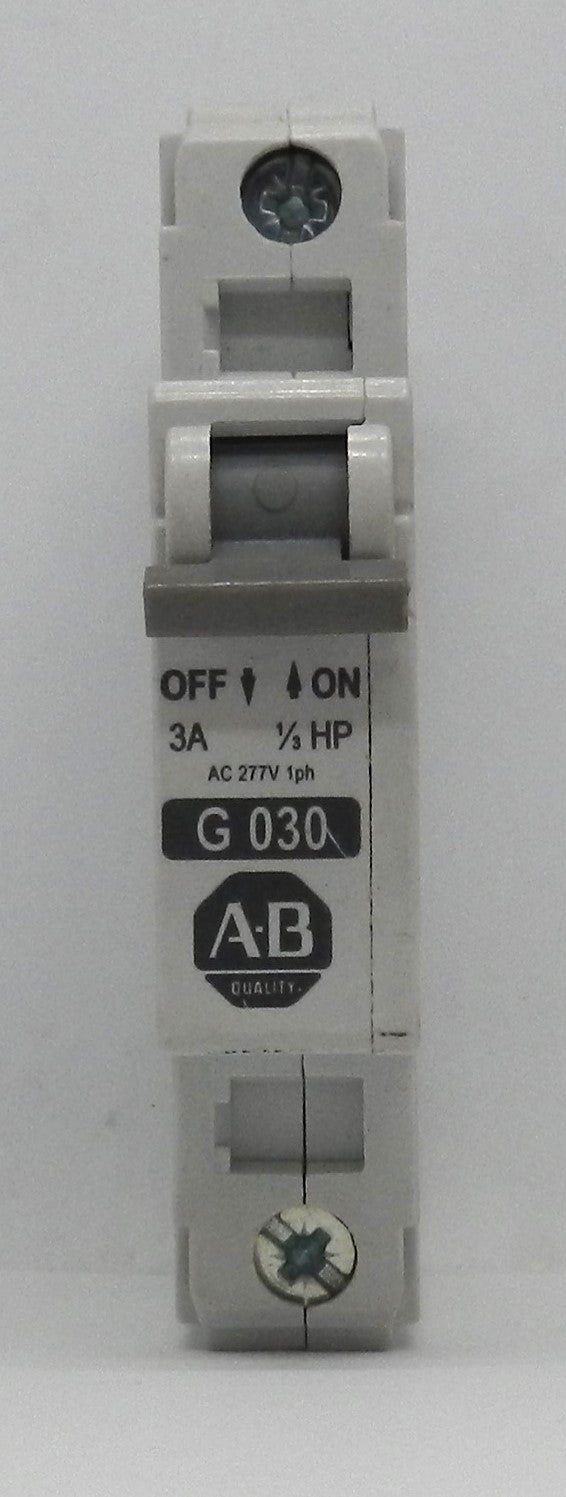 OFF ON
3A ⅓ HP
AC 277V 1ph
G 030
A-B
QUALITY